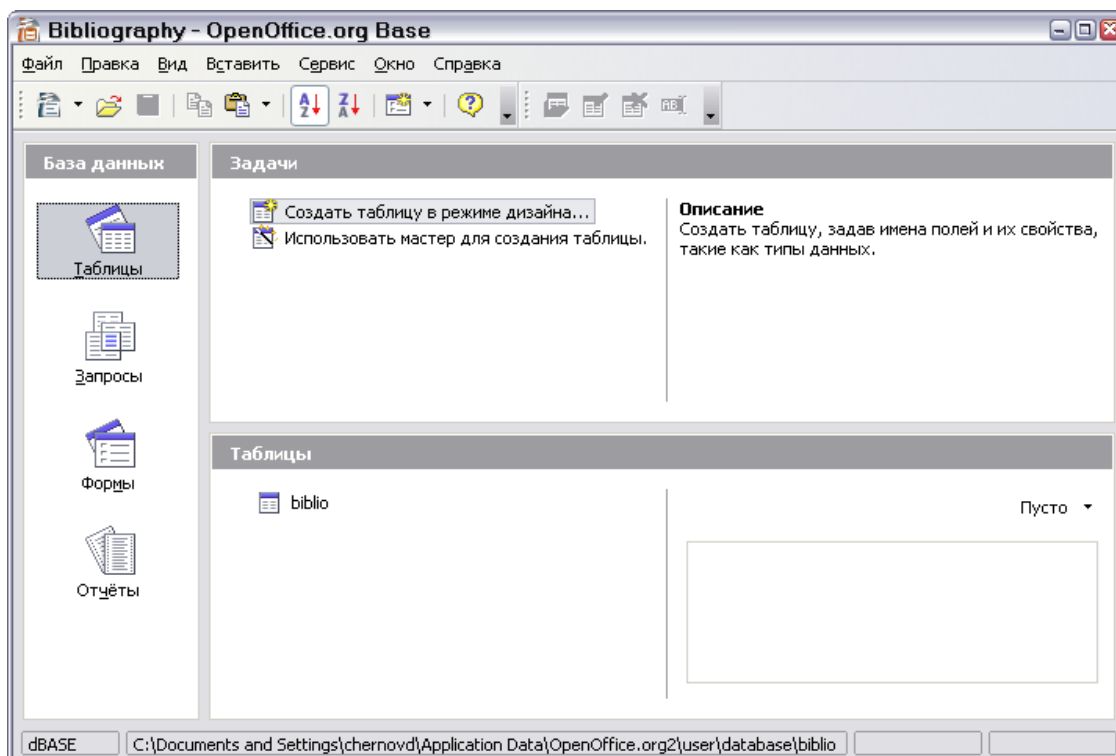 Bibliography - OpenOffice.org Base
Файл Правка Вид Вставить Сервис Окно Справка
База данных
Таблицы
Запросы
Формы
Отчёты
Задачи
Создать таблицу в режиме дизайна...
Использовать мастер для создания таблицы.
Описание
Создать таблицу, задав имена полей и их свойства,
такие как типы данных.
Таблицы
biblio
Пусто
dBASE
C:\Documents and Settings\chernovd\Application Data\OpenOffice.org2\user\database\biblio